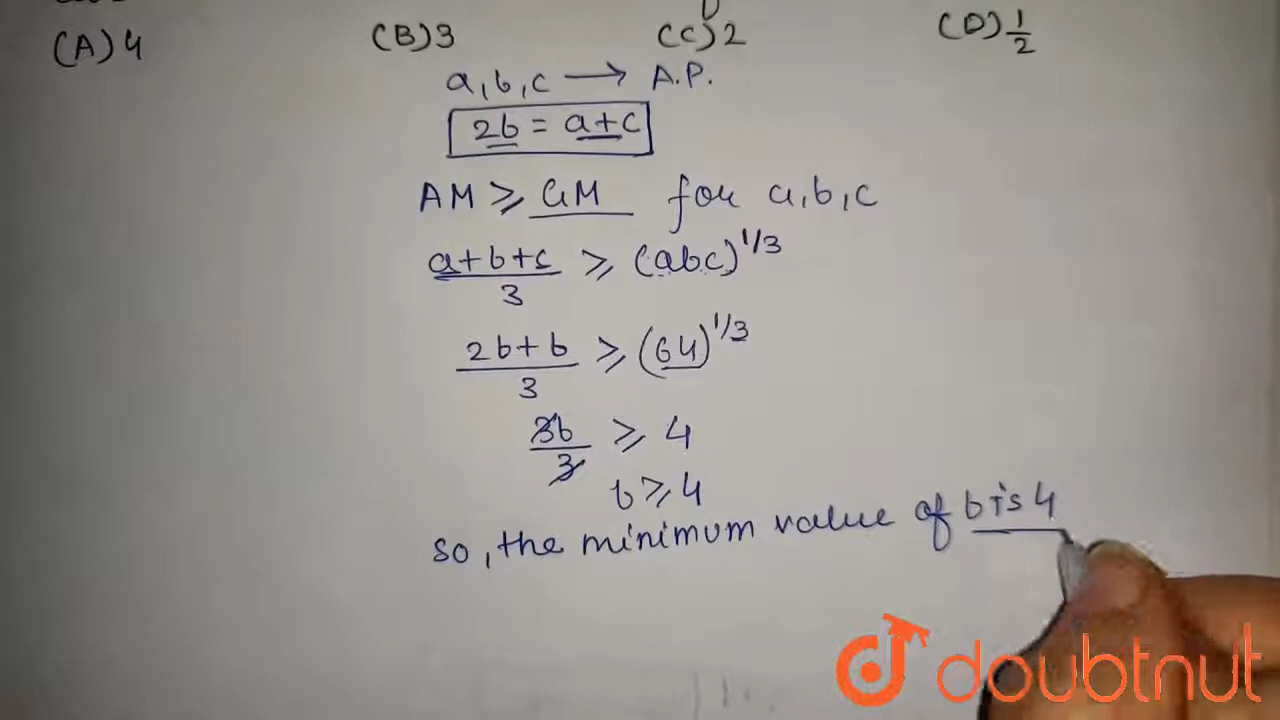 (A) 4 (B) 3 (C) 2 (D) 1/2
a, b, c → A.P.
2b = a+c
AM ⩾ GM for a, b, c
a+b+c/3 ⩾ (abc)^1/3
2b+b/3 ⩾ (64)^1/3
3b/3 ⩾ 4
b ⩾ 4
so, the minimum value of b is 4
doubtnut